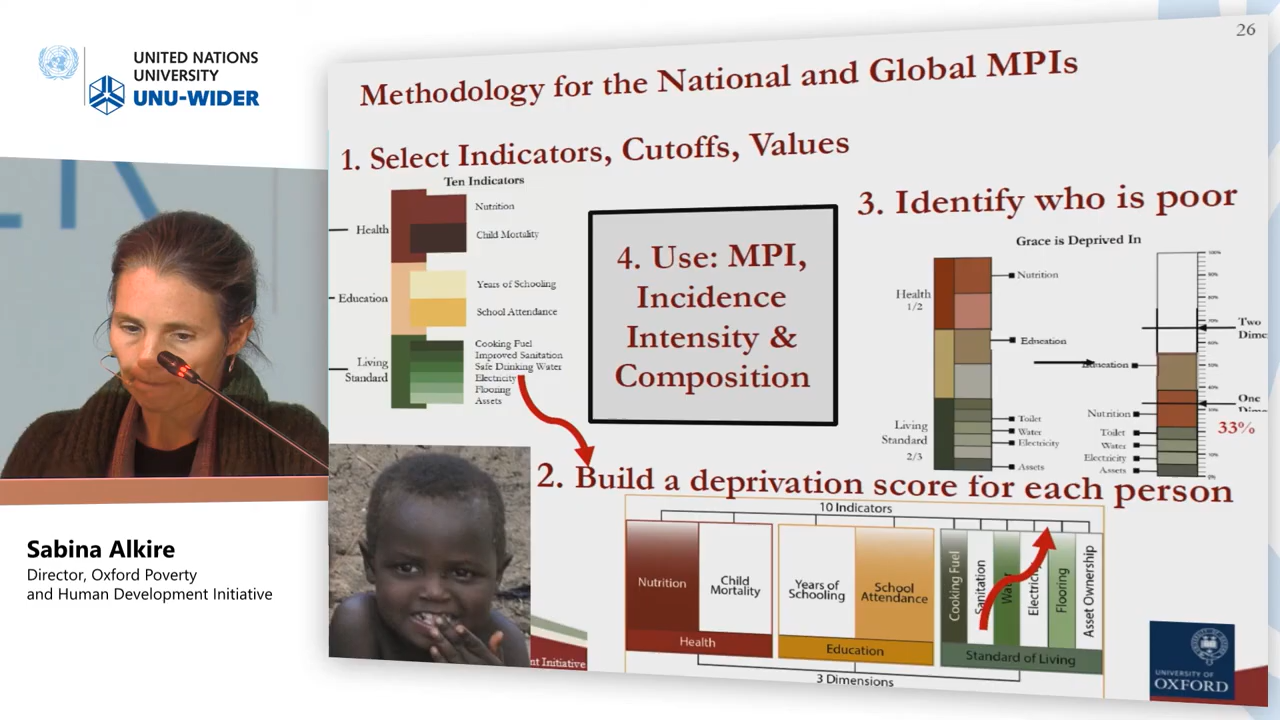 UNITED NATIONS
UNIVERSITY
UNU-WIDER
Sabina Alkire
Director, Oxford Poverty
and Human Development Initiative
26
Methodology for the National and Global MPIs
1. Select Indicators, Cutoffs, Values
Ten Indicators
Health
Nutrition
Child Mortality
Education
Years of Schooling
School Attendance
Living
Standard
Cooking Fuel
Improved Sanitation
Safe Drinking Water
Electricity
Flooring
Assets
4. Use: MPI,
Incidence
Intensity &
Composition
3. Identify who is poor
Grace is Deprived In
Health
1/2
Nutrition
Education
Living
Standard
2/3
Toilet
Water
Electricity
Assets
Education
Nutrition
Toilet
Water
Electricity
Assets
100%
Two
Dime
One
33%
2. Build a deprivation score for each person
10 Indicators
Nutrition
Child
Mortality
Years of
Schooling
School
Attendance
Cooking Fuel
Sanitation
Water
Electricity
Flooring
Asset Ownership
Health
Education
Standard of Living
3 Dimensions
nt Initiative
UNIVERSITY OF
OXFORD